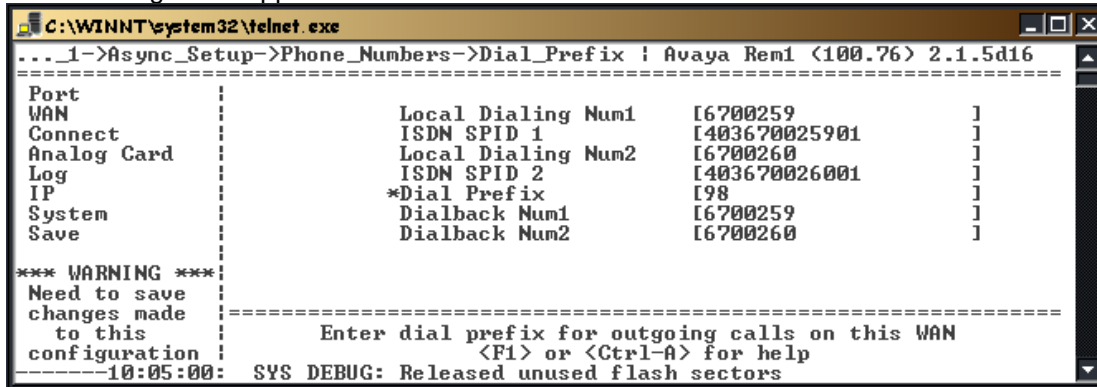 C:\WINNT\system32\telnet.exe
..._1->Async_Setup->Phone_Numbers->Dial_Prefix | Avaya Rem1 (100.76) 2.1.5d16
Port
WAN Local Dialing Num1 [6700259 ]
Connect ISDN SPID 1 [403670025901 ]
Analog Card Local Dialing Num2 [6700260 ]
Log ISDN SPID 2 [403670026001 ]
IP *Dial Prefix [98 ]
System Dialback Num1 [6700259 ]
Save Dialback Num2 [6700260 ]
*** WARNING ***
Need to save
changes made
to this Enter dial prefix for outgoing calls on this WAN
configuration <F1> or <Ctrl-A> for help
-------10:05:00: SYS DEBUG: Released unused flash sectors